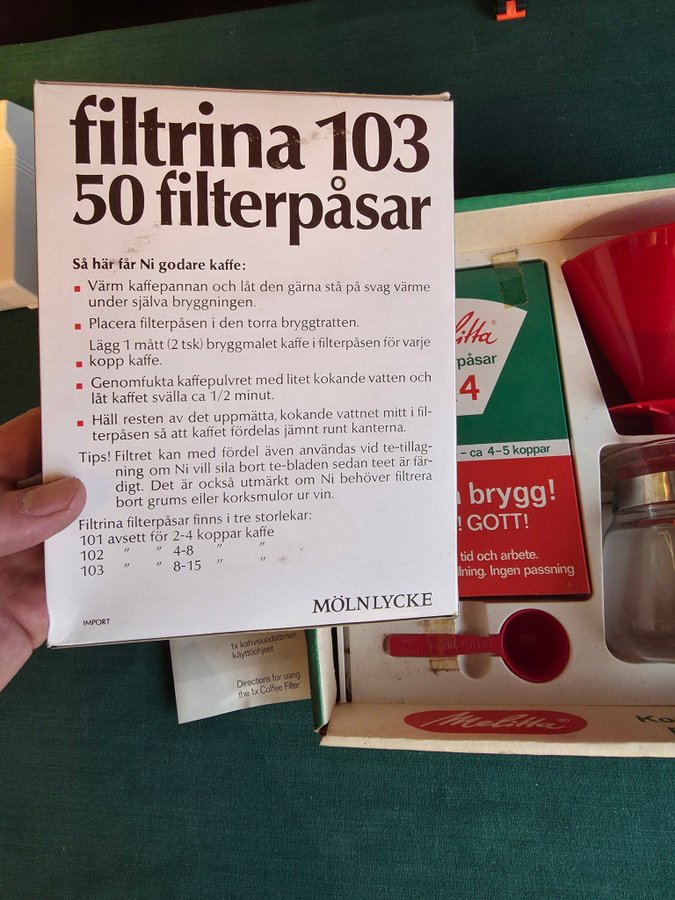 filtrina 103
50 filterpåsar
Så här får Ni godare kaffe:
Värm kaffepannan och låt den gärna stå på svag värme
under själva bryggningen.
Placera filterpåsen i den torra bryggtratten.
Lägg 1 mått (2 tsk) bryggmalet kaffe i filterpåsen för varje
kopp kaffe.
Genomfukta kaffepulvret med litet kokande vatten och
låt kaffet svälla ca 1/2 minut.
Häll resten av det uppmätta, kokande vattnet mitt i fil-
terpåsen så att kaffet fördelas jämnt runt kanterna.
Tips! Filtret kan med fördel även användas vid te-tillag-
ning om Ni vill sila bort te-bladen sedan teet är fär-
digt. Det är också utmärkt om Ni behöver filtrera
bort grums eller korksmulor ur vin.
Filtrina filterpåsar finns i tre storlekar:
101 avsett för 2-4 koppar kaffe
102 " " 4-8 " "
103 " " 8-15 " "
IMPORT
MÖLNLYCKE
litta
påsar
4
– ca 4–5 koppar
brygg!
! GOTT!
tid och arbete.
lning. Ingen passning
1x kahvisuodattimen
käyttöohjeet
Directions for using
the 1x Coffee Filter
Melitta®